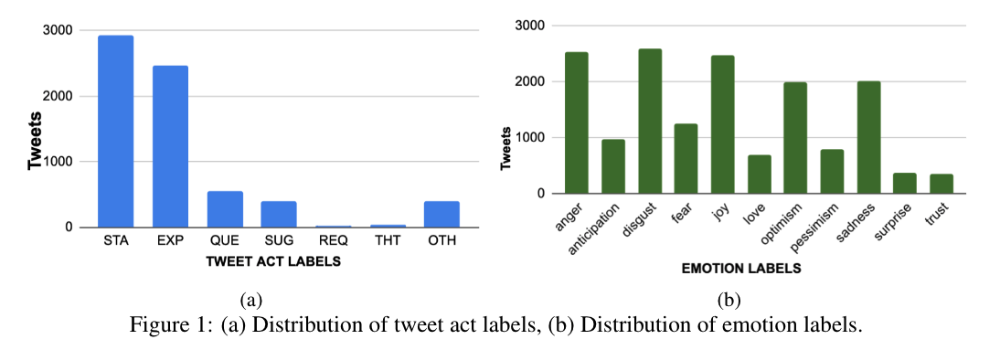 3000
2000
1000
0
Tweets
STA EXP QUE SUG REQ THT OTH
TWEET ACT LABELS
(a)
3000
2000
1000
0
Tweets
anger anticipation disgust fear joy love optimism pessimism sadness surprise trust
EMOTION LABELS
(b)
Figure 1: (a) Distribution of tweet act labels, (b) Distribution of emotion labels.